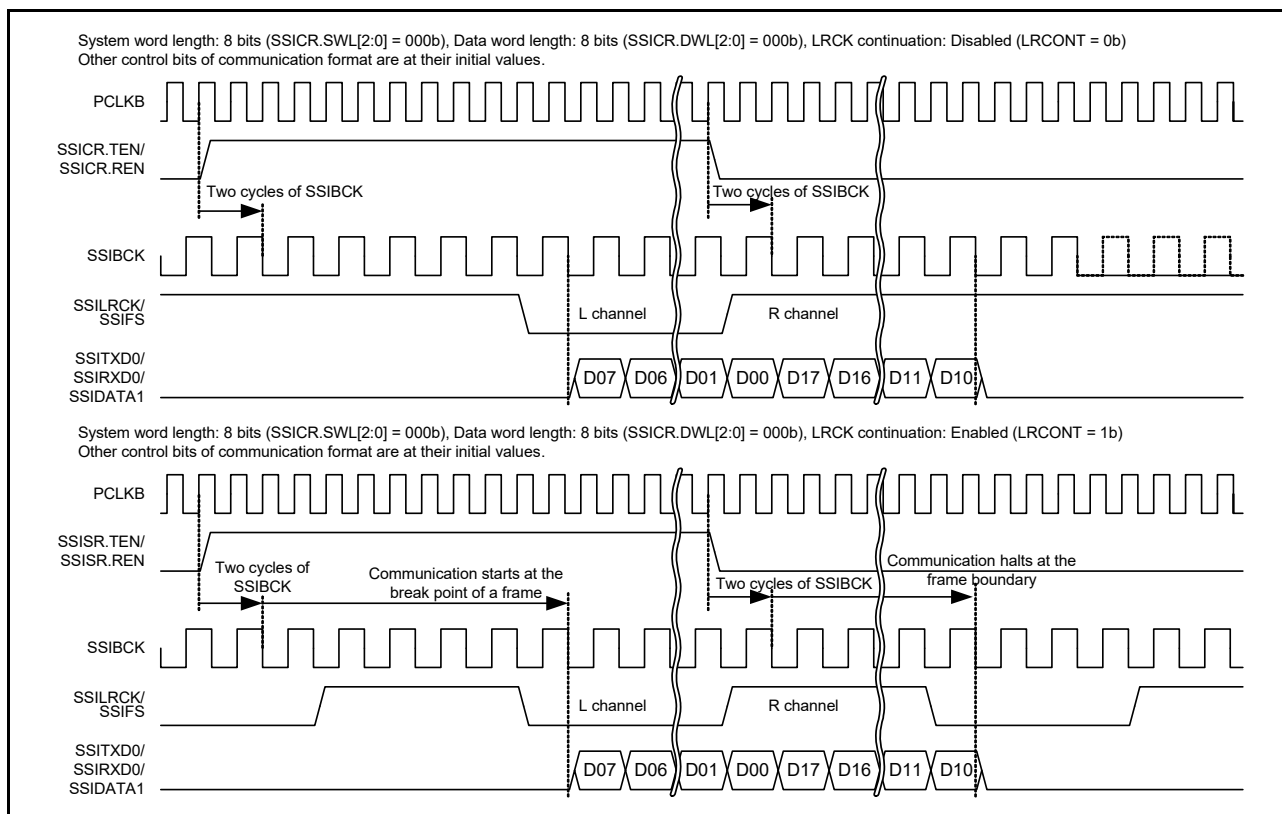 System word length: 8 bits (SSICR.SWL[2:0] = 000b), Data word length: 8 bits (SSICR.DWL[2:0] = 000b), LRCK continuation: Disabled (LRCONT = 0b)
Other control bits of communication format are at their initial values.
PCLKB
SSICR.TEN/
SSICR.REN
Two cycles of SSIBCK
Two cycles of SSIBCK
SSIBCK
SSILRCK/
SSIFS
L channel
R channel
SSITXD0/
SSIRXD0/
SSIDATA1
D07 D06 D01 D00 D17 D16 D11 D10
System word length: 8 bits (SSICR.SWL[2:0] = 000b), Data word length: 8 bits (SSICR.DWL[2:0] = 000b), LRCK continuation: Enabled (LRCONT = 1b)
Other control bits of communication format are at their initial values.
PCLKB
SSISR.TEN/
SSISR.REN
Two cycles of
SSIBCK
Communication starts at the
break point of a frame
Two cycles of SSIBCK
Communication halts at the
frame boundary
SSIBCK
SSILRCK/
SSIFS
L channel
R channel
SSITXD0/
SSIRXD0/
SSIDATA1
D07 D06 D01 D00 D17 D16 D11 D10